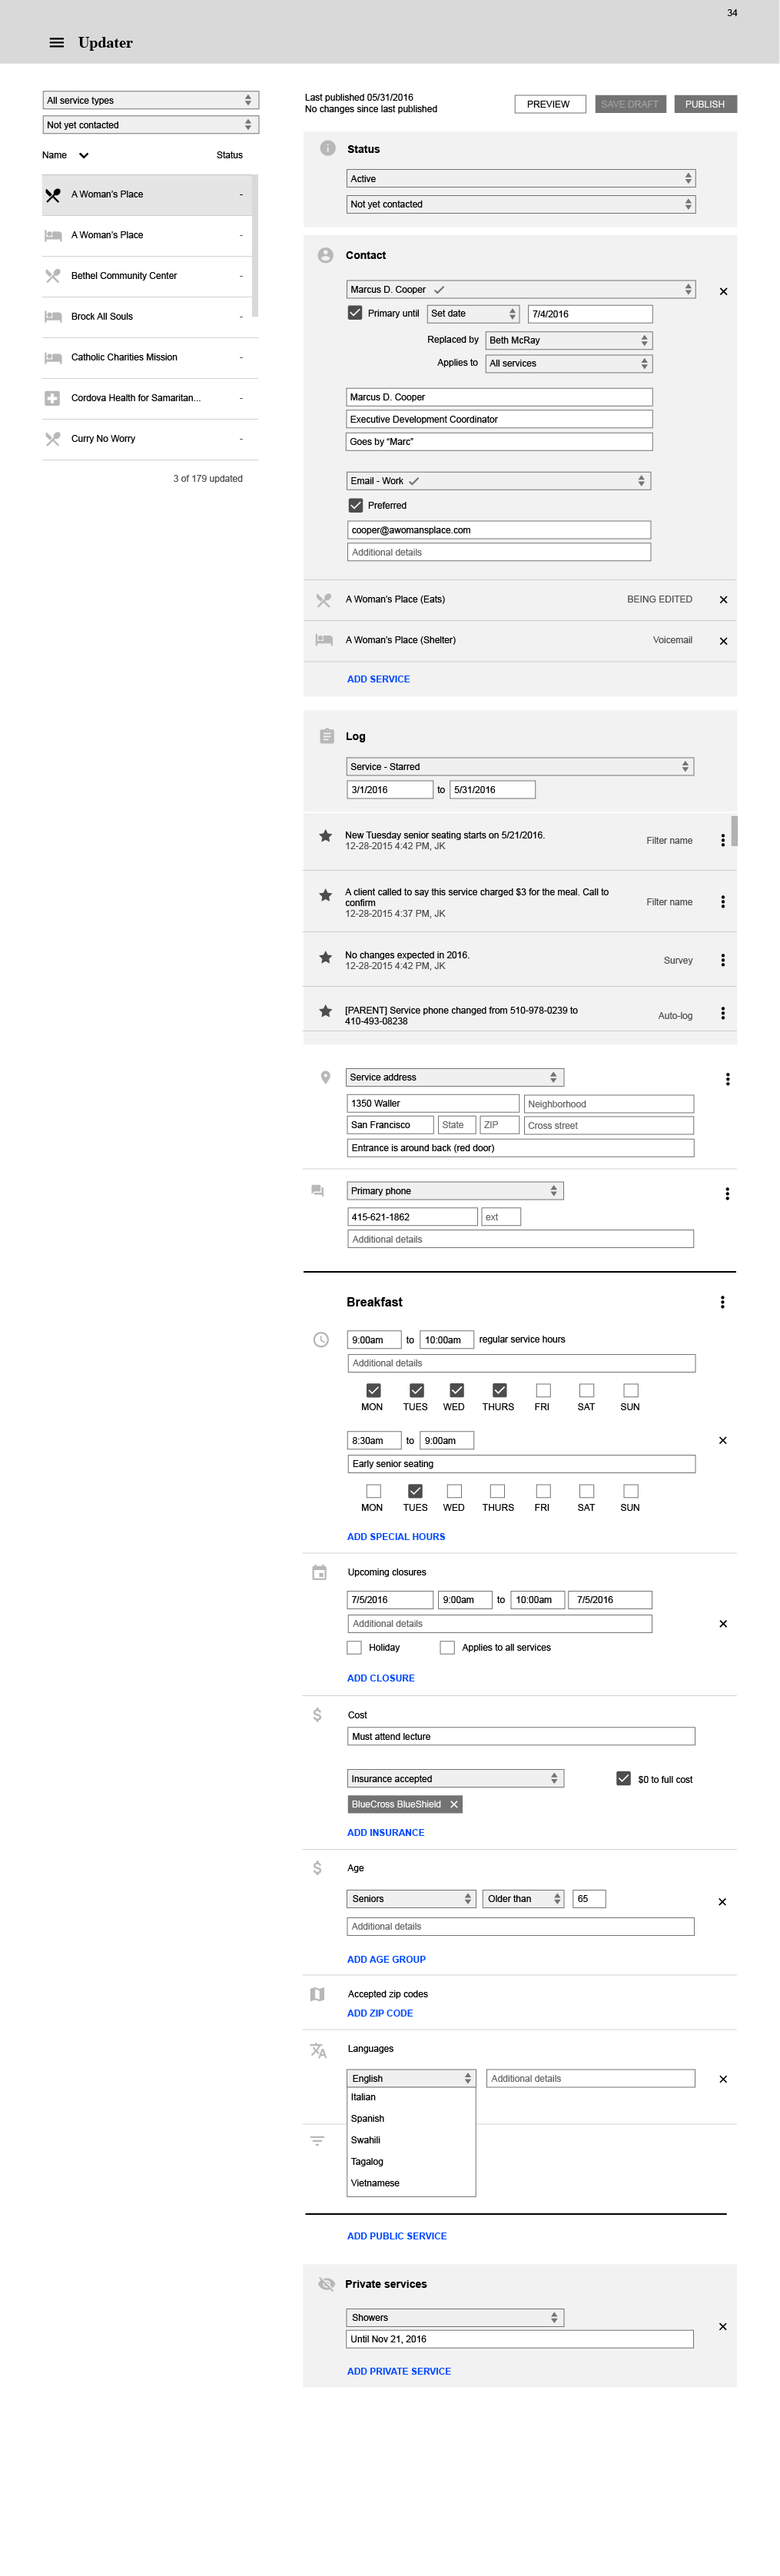 34
Updater
All service types
Not yet contacted
Name
Status
A Woman's Place -
A Woman's Place -
Bethel Community Center -
Brock All Souls -
Catholic Charities Mission -
Cordova Health for Samaritan... -
Curry No Worry -
3 of 179 updated
Last published 05/31/2016
No changes since last published
PREVIEW
SAVE DRAFT
PUBLISH
Status
Active
Not yet contacted
Contact
Marcus D. Cooper
Primary until Set date 7/4/2016
Replaced by Beth McRay
Applies to All services
Marcus D. Cooper
Executive Development Coordinator
Goes by “Marc”
Email - Work
Preferred
cooper@awomansplace.com
Additional details
A Woman's Place (Eats) BEING EDITED
A Woman's Place (Shelter) Voicemail
ADD SERVICE
Log
Service - Starred
3/1/2016 to 5/31/2016
New Tuesday senior seating starts on 5/21/2016.
12-28-2015 4:42 PM, JK
Filter name
A client called to say this service charged $3 for the meal. Call to
confirm
12-28-2015 4:37 PM, JK
Filter name
No changes expected in 2016.
12-28-2015 4:42 PM, JK
Survey
[PARENT] Service phone changed from 510-978-0239 to
410-493-08238
Auto-log
Service address
1350 Waller Neighborhood
San Francisco State ZIP Cross street
Entrance is around back (red door)
Primary phone
415-621-1862 ext
Additional details
Breakfast
9:00am to 10:00am regular service hours
Additional details
MON TUES WED THURS FRI SAT SUN
8:30am to 9:00am
Early senior seating
MON TUES WED THURS FRI SAT SUN
ADD SPECIAL HOURS
Upcoming closures
7/5/2016 9:00am to 10:00am 7/5/2016
Additional details
Holiday Applies to all services
ADD CLOSURE
Cost
Must attend lecture
Insurance accepted $0 to full cost
BlueCross BlueShield
ADD INSURANCE
Age
Seniors Older than 65
Additional details
ADD AGE GROUP
Accepted zip codes
ADD ZIP CODE
Languages
English Additional details
Italian
Spanish
Swahili
Tagalog
Vietnamese
ADD PUBLIC SERVICE
Private services
Showers
Until Nov 21, 2016
ADD PRIVATE SERVICE